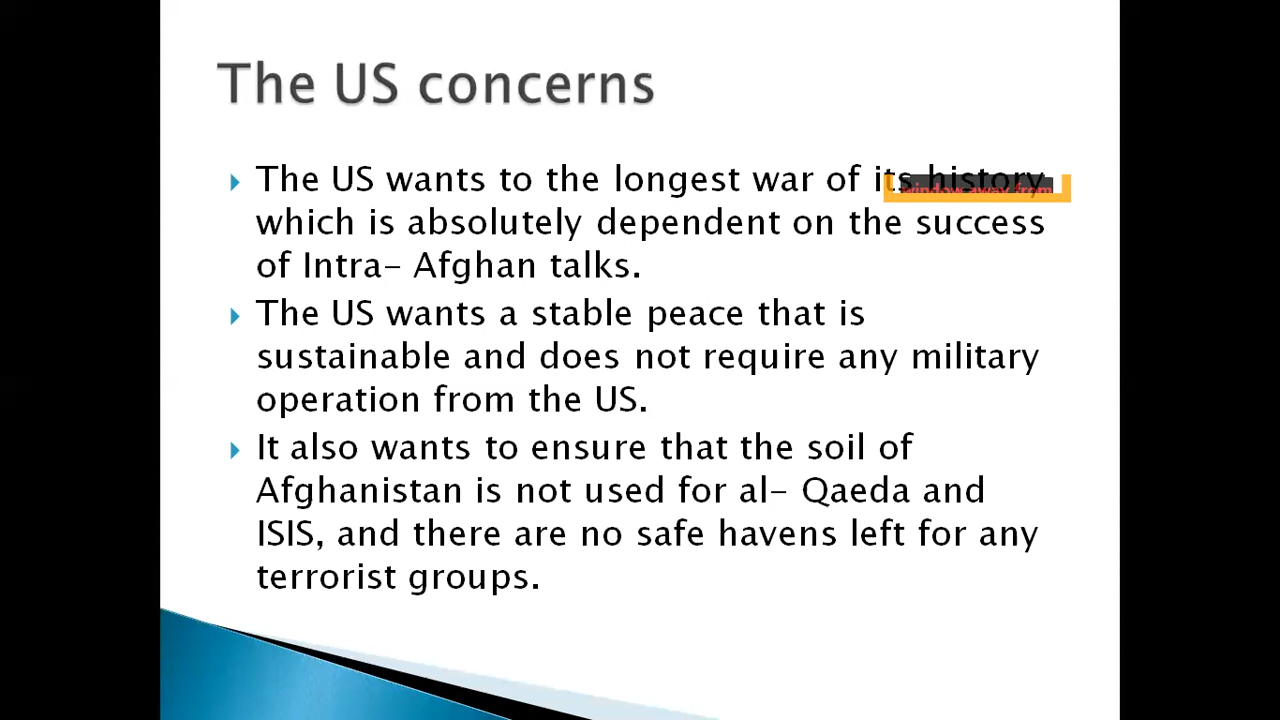 The US concerns
The US wants to the longest war of its history
window away from
which is absolutely dependent on the success
of Intra- Afghan talks.
The US wants a stable peace that is
sustainable and does not require any military
operation from the US.
It also wants to ensure that the soil of
Afghanistan is not used for al- Qaeda and
ISIS, and there are no safe havens left for any
terrorist groups.